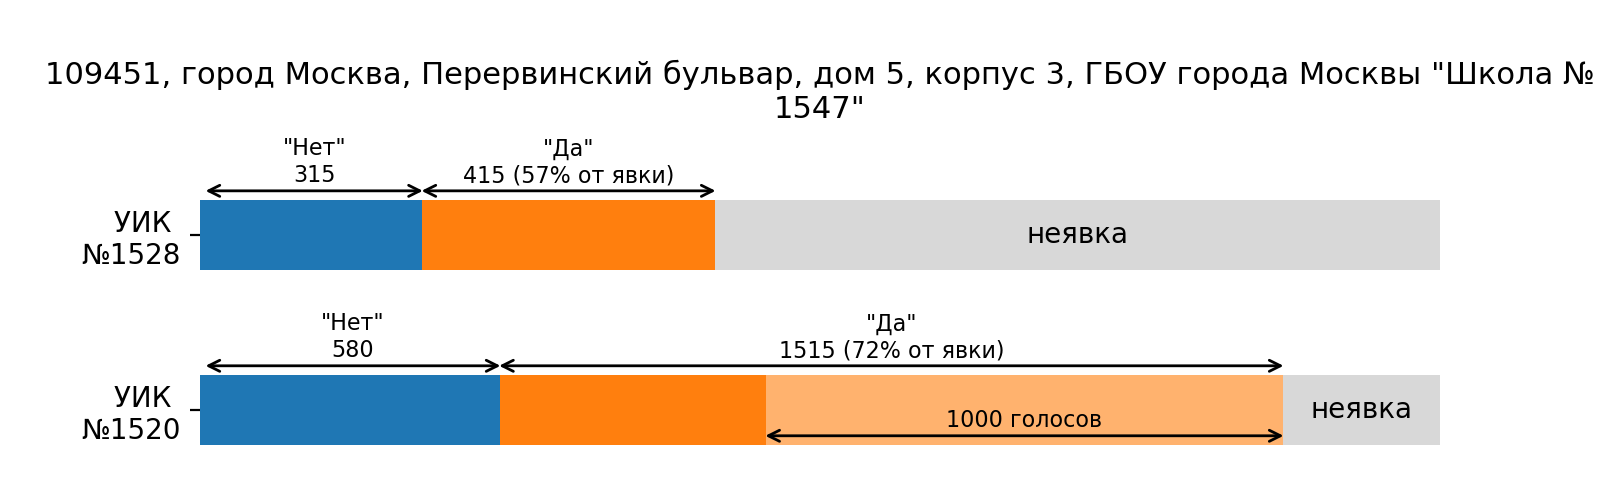 109451, город Москва, Перервинский бульвар, дом 5, корпус 3, ГБОУ города Москвы "Школа №
1547"
"Нет"
315
"Да"
415 (57% от явки)
УИК
№1528
неявка
"Нет"
580
"Да"
1515 (72% от явки)
УИК
№1520
1000 голосов
неявка